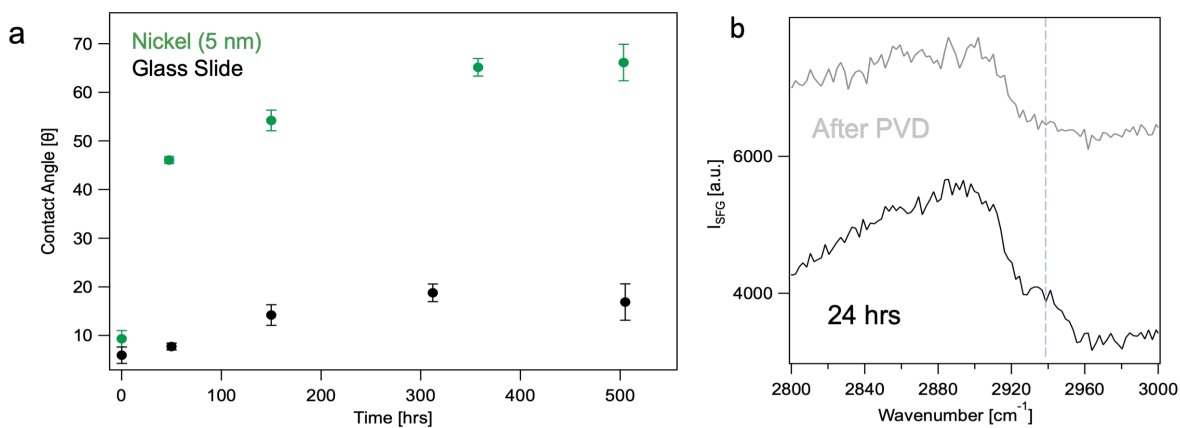 a
Nickel (5 nm)
Glass Slide
70
60
50
40
30
20
10
Contact Angle [θ]
0
100
200
300
400
500
Time [hrs]
b
After PVD
24 hrs
6000
4000
I_SFG [a.u.]
2800
2840
2880
2920
2960
3000
Wavenumber [cm⁻¹]